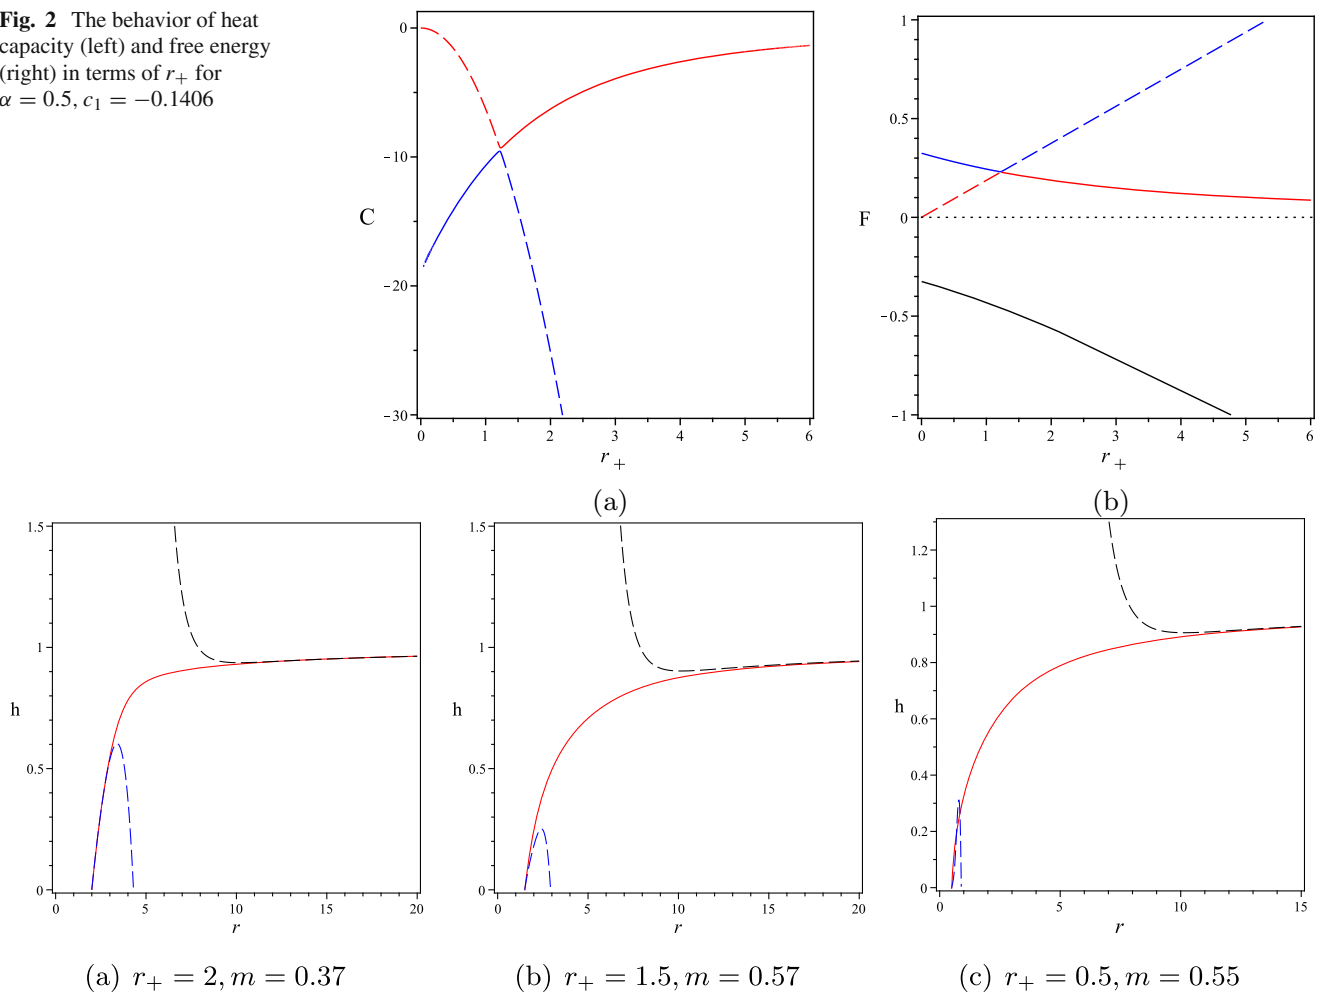 Fig. 2 The behavior of heat
capacity (left) and free energy
(right) in terms of r₊ for
α = 0.5, c₁ = −0.1406
0
−10
−20
−30
C
0 1 2 3 4 5 6
r₊
(a)
1
0.5
0
−0.5
−1
F
0 1 2 3 4 5 6
r₊
(b)
1.5
1
0.5
0
h
0 5 10 15 20
r
(a) r₊ = 2, m = 0.37
1.5
1
0.5
0
h
0 5 10 15 20
r
(b) r₊ = 1.5, m = 0.57
1.2
1
0.8
0.6
0.4
0.2
0
h
0 5 10 15
r
(c) r₊ = 0.5, m = 0.55